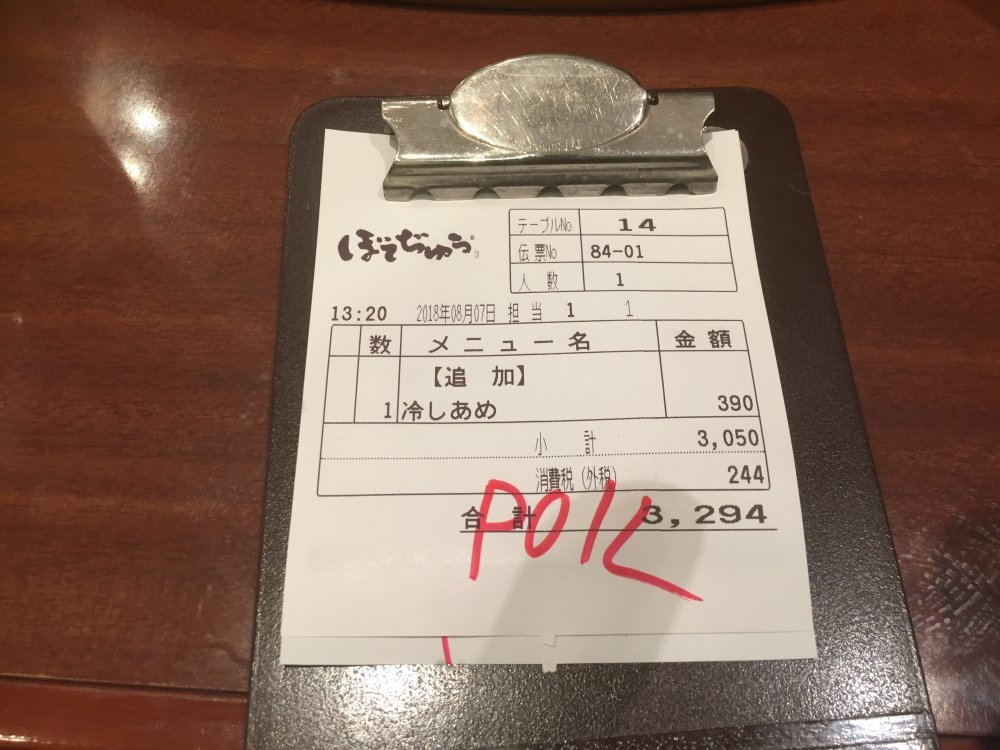 ぼてぢゅう
テーブルNo 14
伝票No 84-01
人数 1
13:20 2018年08月07日 担当 1 1
数 メニュー名 金額
【追 加】
1 冷しあめ 390
小 計 3,050
消費税(外税) 244
合 計 3,294